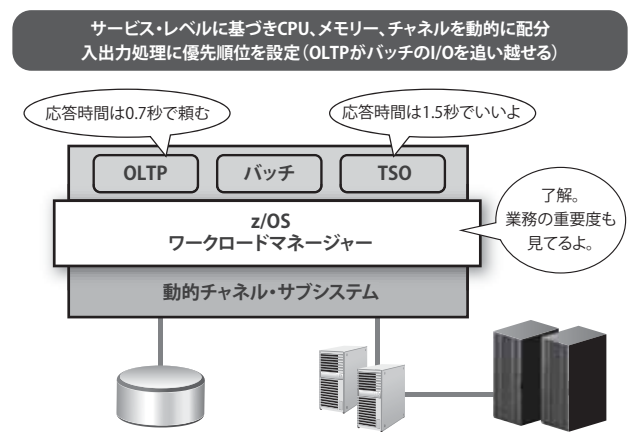 サービス・レベルに基づきCPU、メモリー、チャネルを動的に配分
入出力処理に優先順位を設定（OLTPがバッチのI/Oを追い越せる）
応答時間は0.7秒で頼む
応答時間は1.5秒でいいよ
OLTP
バッチ
TSO
z/OS
ワークロードマネージャー
了解。
業務の重要度も
見てるよ。
動的チャネル・サブシステム